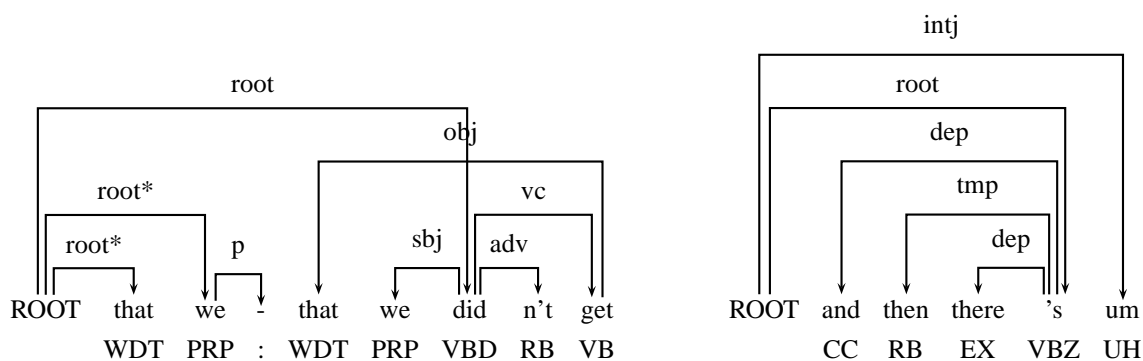 intj
root root
obj dep
root* vc tmp
root* p sbj adv dep
ROOT that we - that we did n't get ROOT and then there 's um
WDT PRP : WDT PRP VBD RB VB CC RB EX VBZ UH